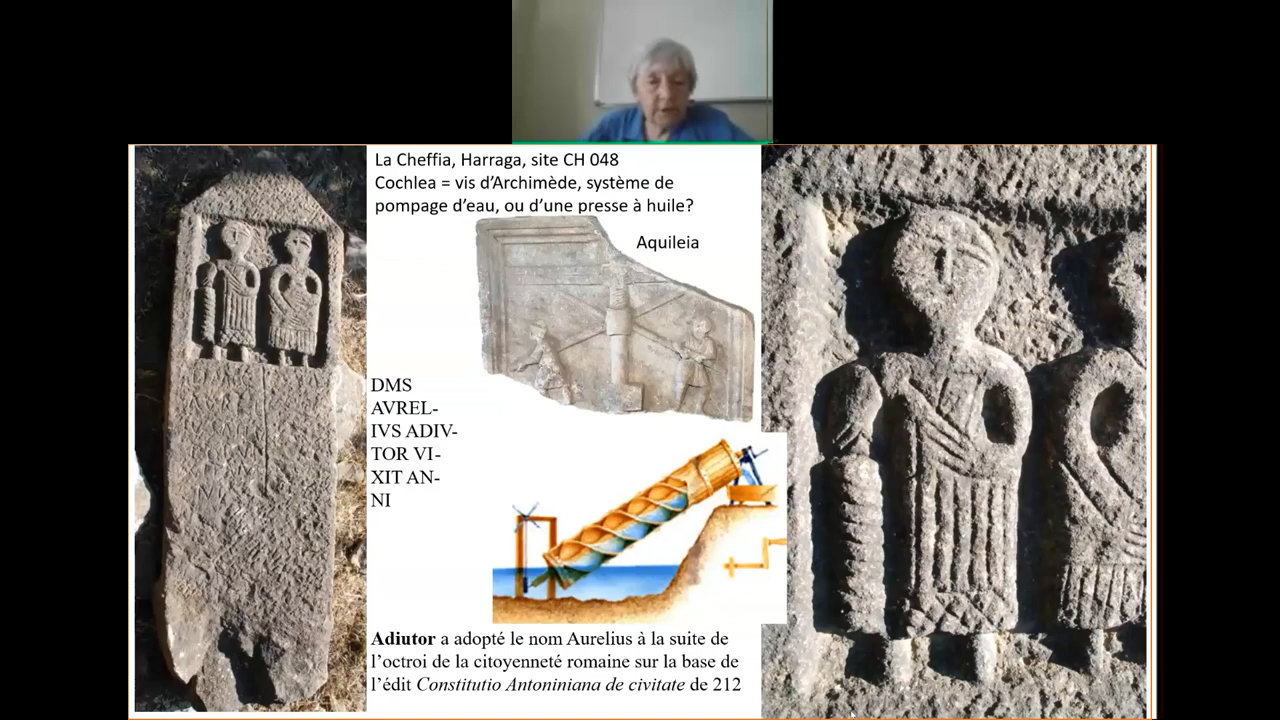 La Cheffia, Harraga, site CH 048
Cochlea = vis d’Archimède, système de
pompage d’eau, ou d’une presse à huile?
Aquileia
DMS
AVREL-
IVS ADIV-
TOR VI-
XIT AN-
NI
Adiutor a adopté le nom Aurelius à la suite de
l’octroi de la citoyenneté romaine sur la base de
l’édit Constitutio Antoniniana de civitate de 212